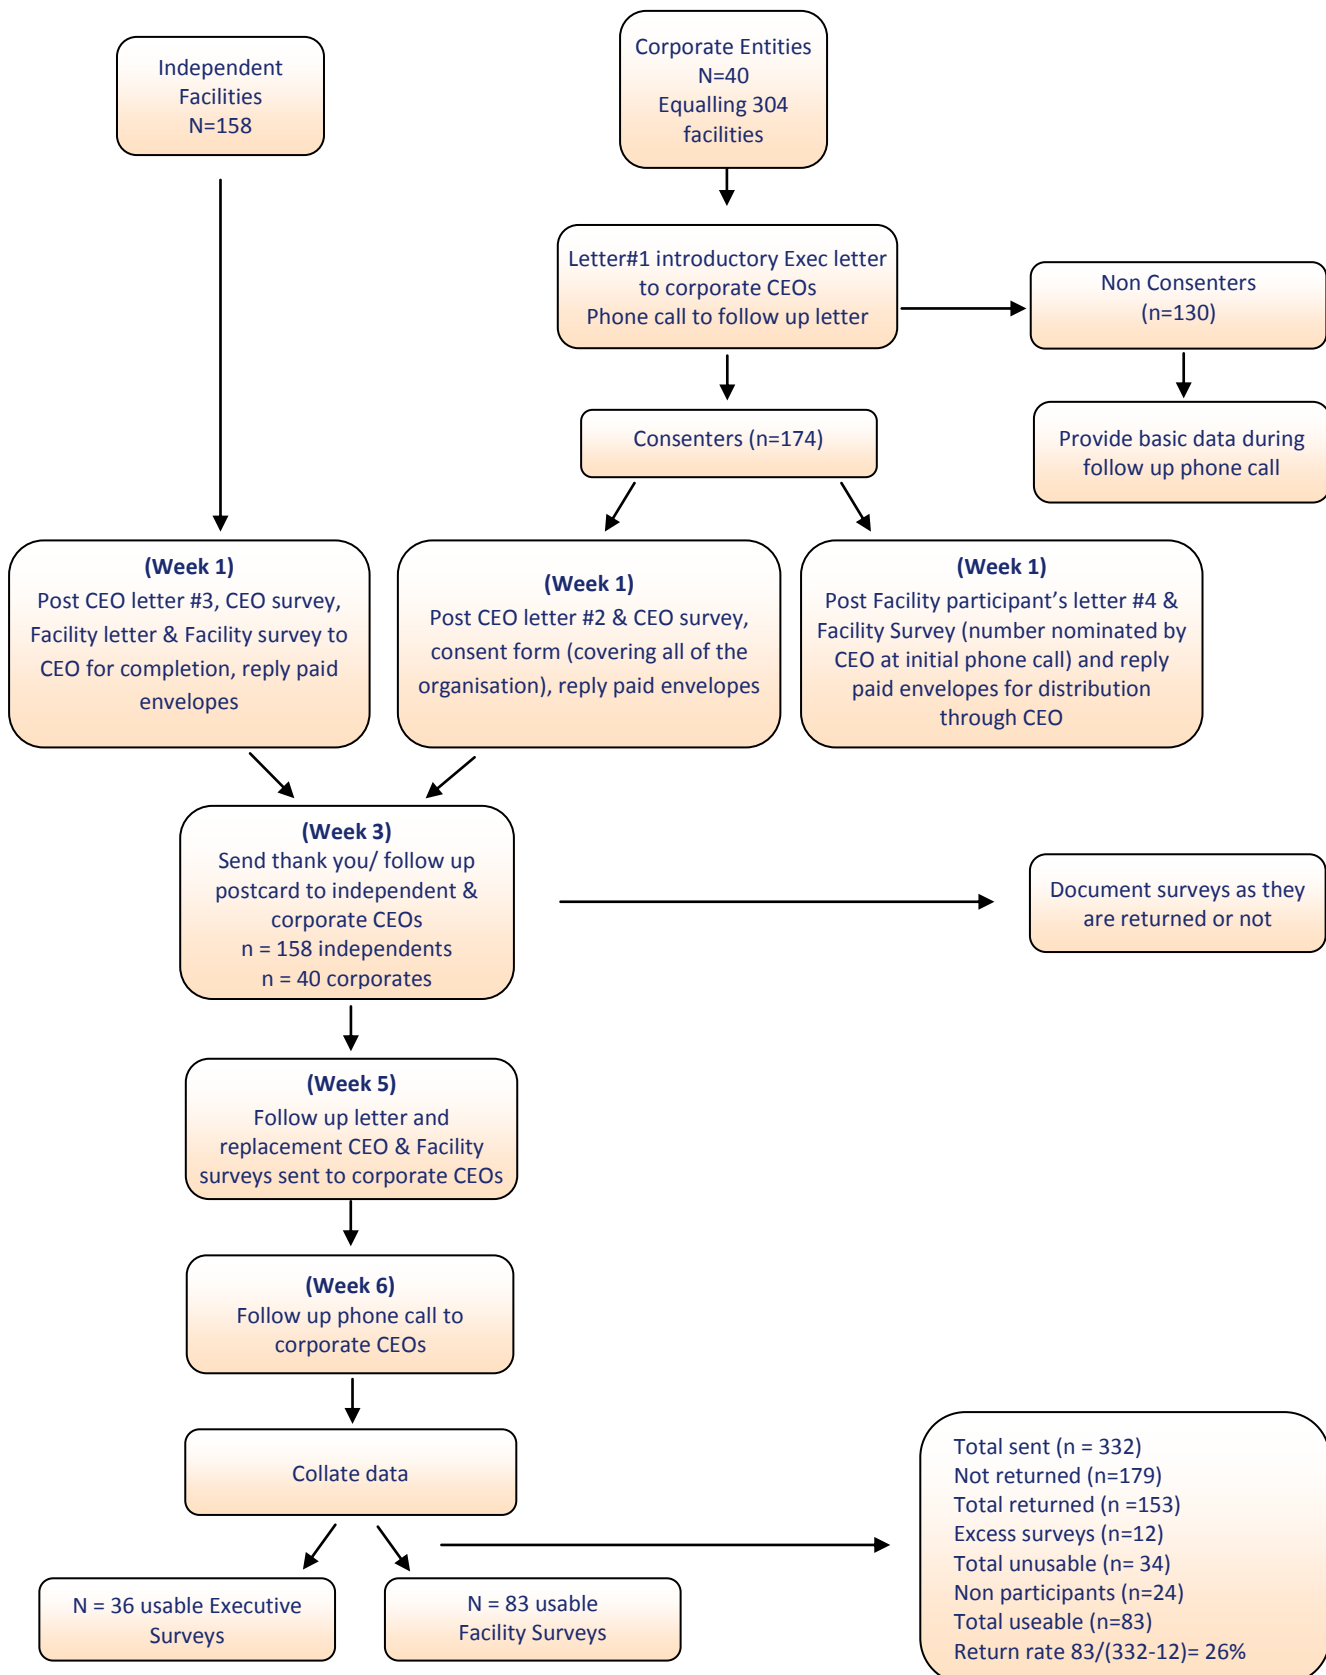 Independent
Facilities
N=158
Corporate Entities
N=40
Equalling 304
facilities
Letter#1 introductory Exec letter
to corporate CEOs
Phone call to follow up letter
Non Consenters
(n=130)
Consenters (n=174)
Provide basic data during
follow up phone call
(Week 1)
Post CEO letter #3, CEO survey,
Facility letter & Facility survey to
CEO for completion, reply paid
envelopes
(Week 1)
Post CEO letter #2 & CEO survey,
consent form (covering all of the
organisation), reply paid envelopes
(Week 1)
Post Facility participant’s letter #4 &
Facility Survey (number nominated by
CEO at initial phone call) and reply
paid envelopes for distribution
through CEO
(Week 3)
Send thank you/ follow up
postcard to independent &
corporate CEOs
n = 158 independents
n = 40 corporates
Document surveys as they
are returned or not
(Week 5)
Follow up letter and
replacement CEO & Facility
surveys sent to corporate CEOs
(Week 6)
Follow up phone call to
corporate CEOs
Collate data
Total sent (n = 332)
Not returned (n=179)
Total returned (n =153)
Excess surveys (n=12)
Total unusable (n= 34)
Non participants (n=24)
Total useable (n=83)
Return rate 83/(332-12)= 26%
N = 36 usable Executive
Surveys
N = 83 usable
Facility Surveys